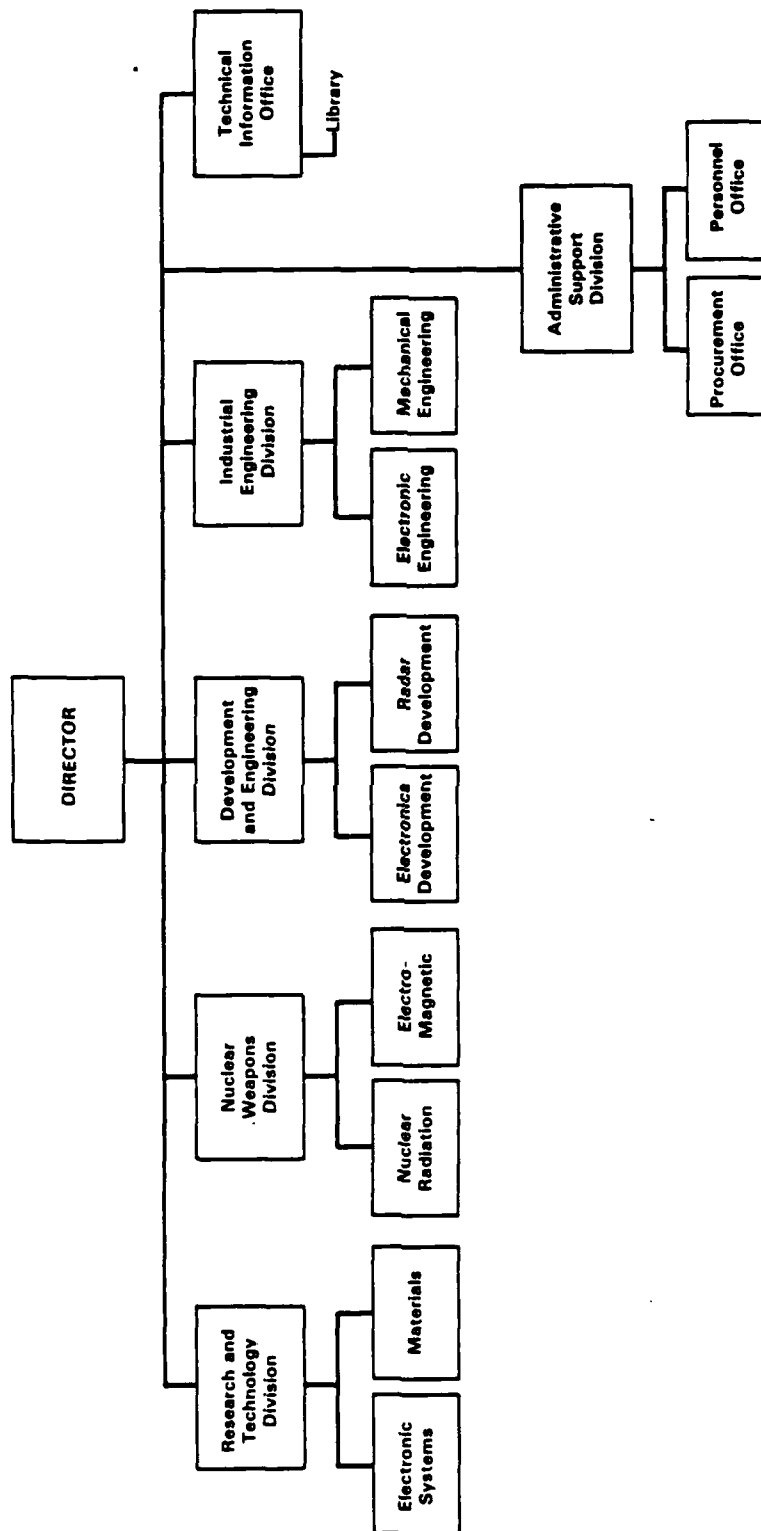 DIRECTOR
Research and
Technology
Division
Nuclear
Weapons
Division
Development
and Engineering
Division
Industrial
Engineering
Division
Technical
Information
Office
Library
Electronic
Systems
Materials
Nuclear
Radiation
Electro-
Magnetic
Electronics
Development
Radar
Development
Electronic
Engineering
Mechanical
Engineering
Administrative
Support
Division
Procurement
Office
Personnel
Office